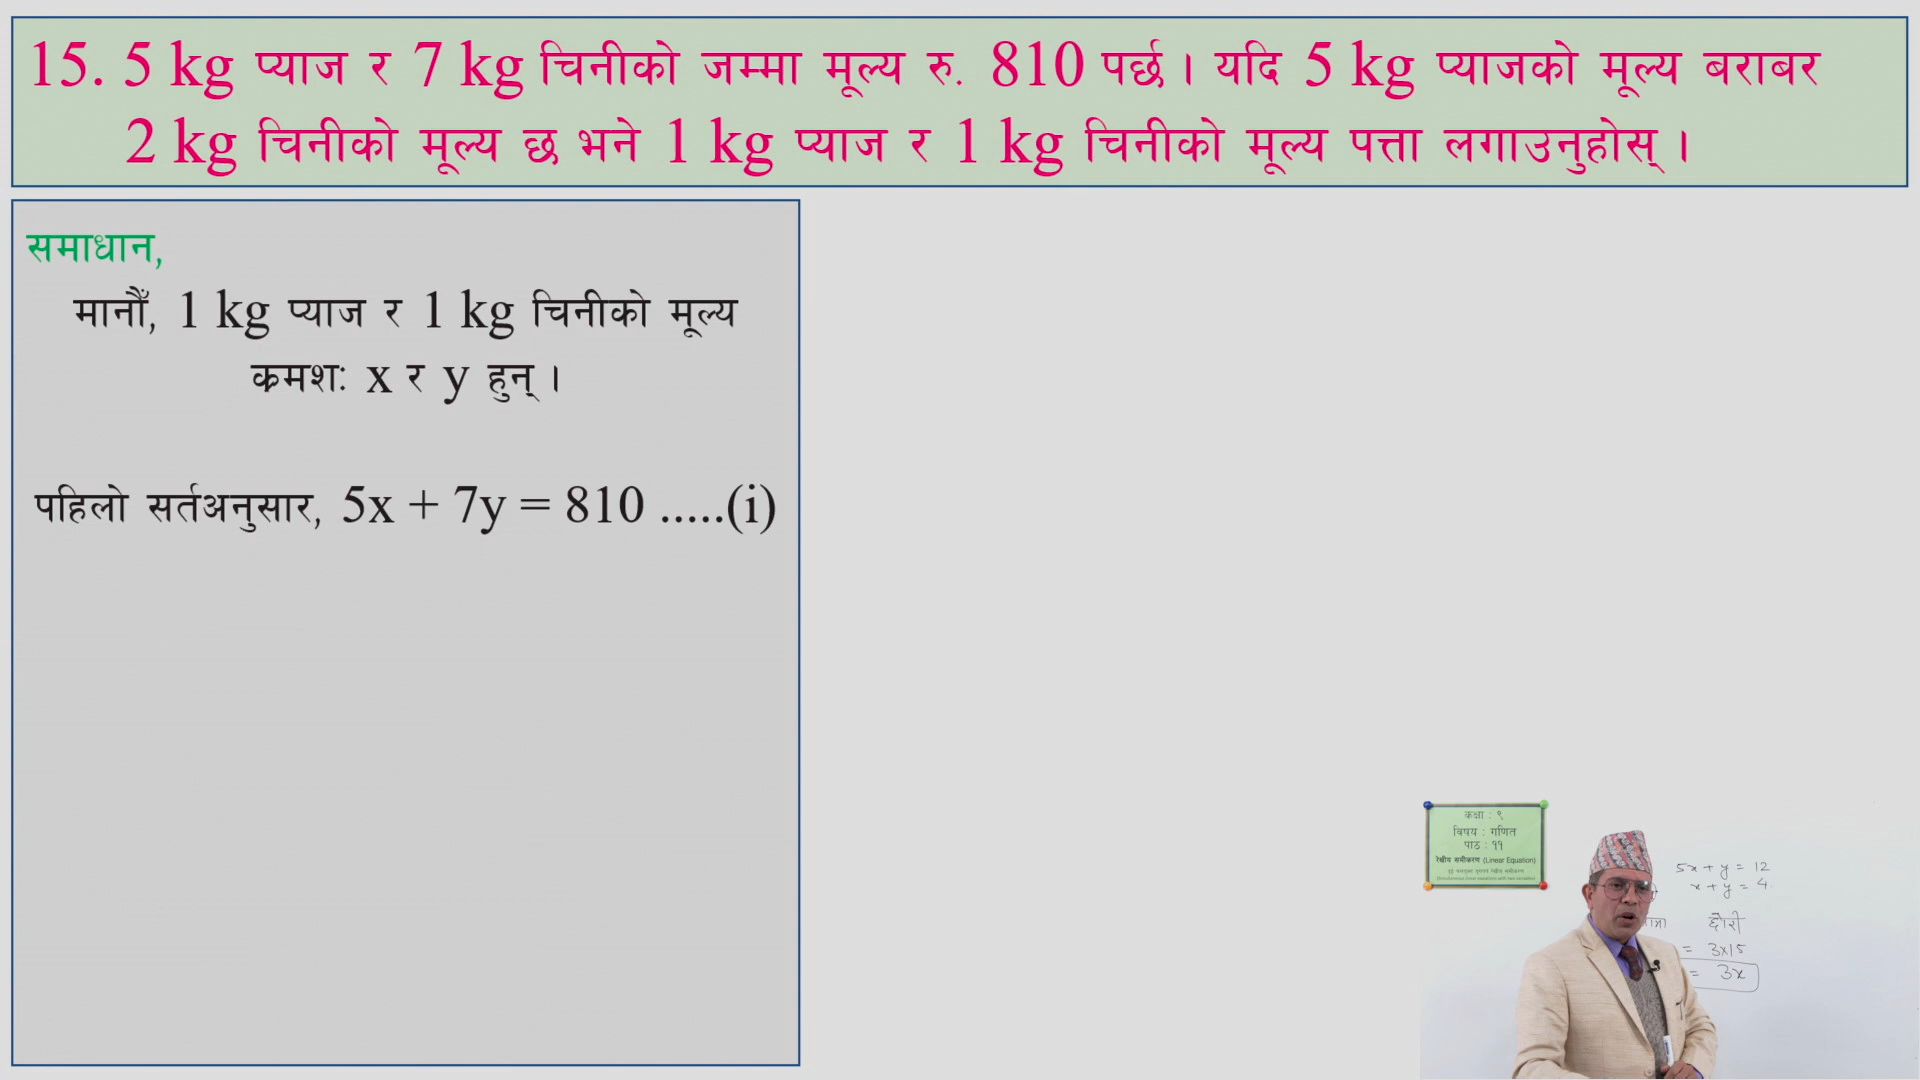 15. 5 kg प्याज र 7 kg चिनीको जम्मा मूल्य रु. 810 पर्छ । यदि 5 kg प्याजको मूल्य बराबर
2 kg चिनीको मूल्य छ भने 1 kg प्याज र 1 kg चिनीको मूल्य पत्ता लगाउनुहोस् ।
समाधान,
मानौँ, 1 kg प्याज र 1 kg चिनीको मूल्य
क्रमशः x र y हुन् ।
पहिलो सर्तअनुसार, 5x + 7y = 810 .....(i)
कक्षा : ९
विषय : गणित
पाठ : ११
रेखीय समीकरण (Linear Equation)
5x + y = 12
x + y = 4
छोरी
= 3x15
= 3x